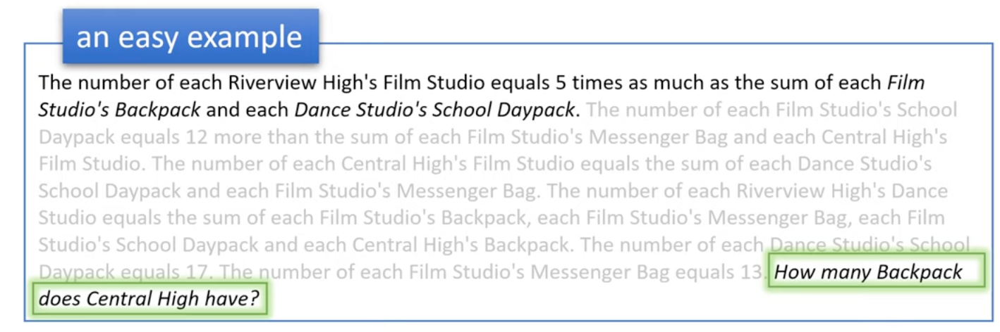 an easy example
The number of each Riverview High's Film Studio equals 5 times as much as the sum of each Film
Studio's Backpack and each Dance Studio's School Daypack. The number of each Film Studio's School
Daypack equals 12 more than the sum of each Film Studio's Messenger Bag and each Central High's
Film Studio. The number of each Central High's Film Studio equals the sum of each Dance Studio's
School Daypack and each Film Studio's Messenger Bag. The number of each Riverview High's Dance
Studio equals the sum of each Film Studio's Backpack, each Film Studio's Messenger Bag, each Film
Studio's School Daypack and each Central High's Backpack. The number of each Dance Studio's School
Daypack equals 17. The number of each Film Studio's Messenger Bag equals 13. How many Backpack
does Central High have?